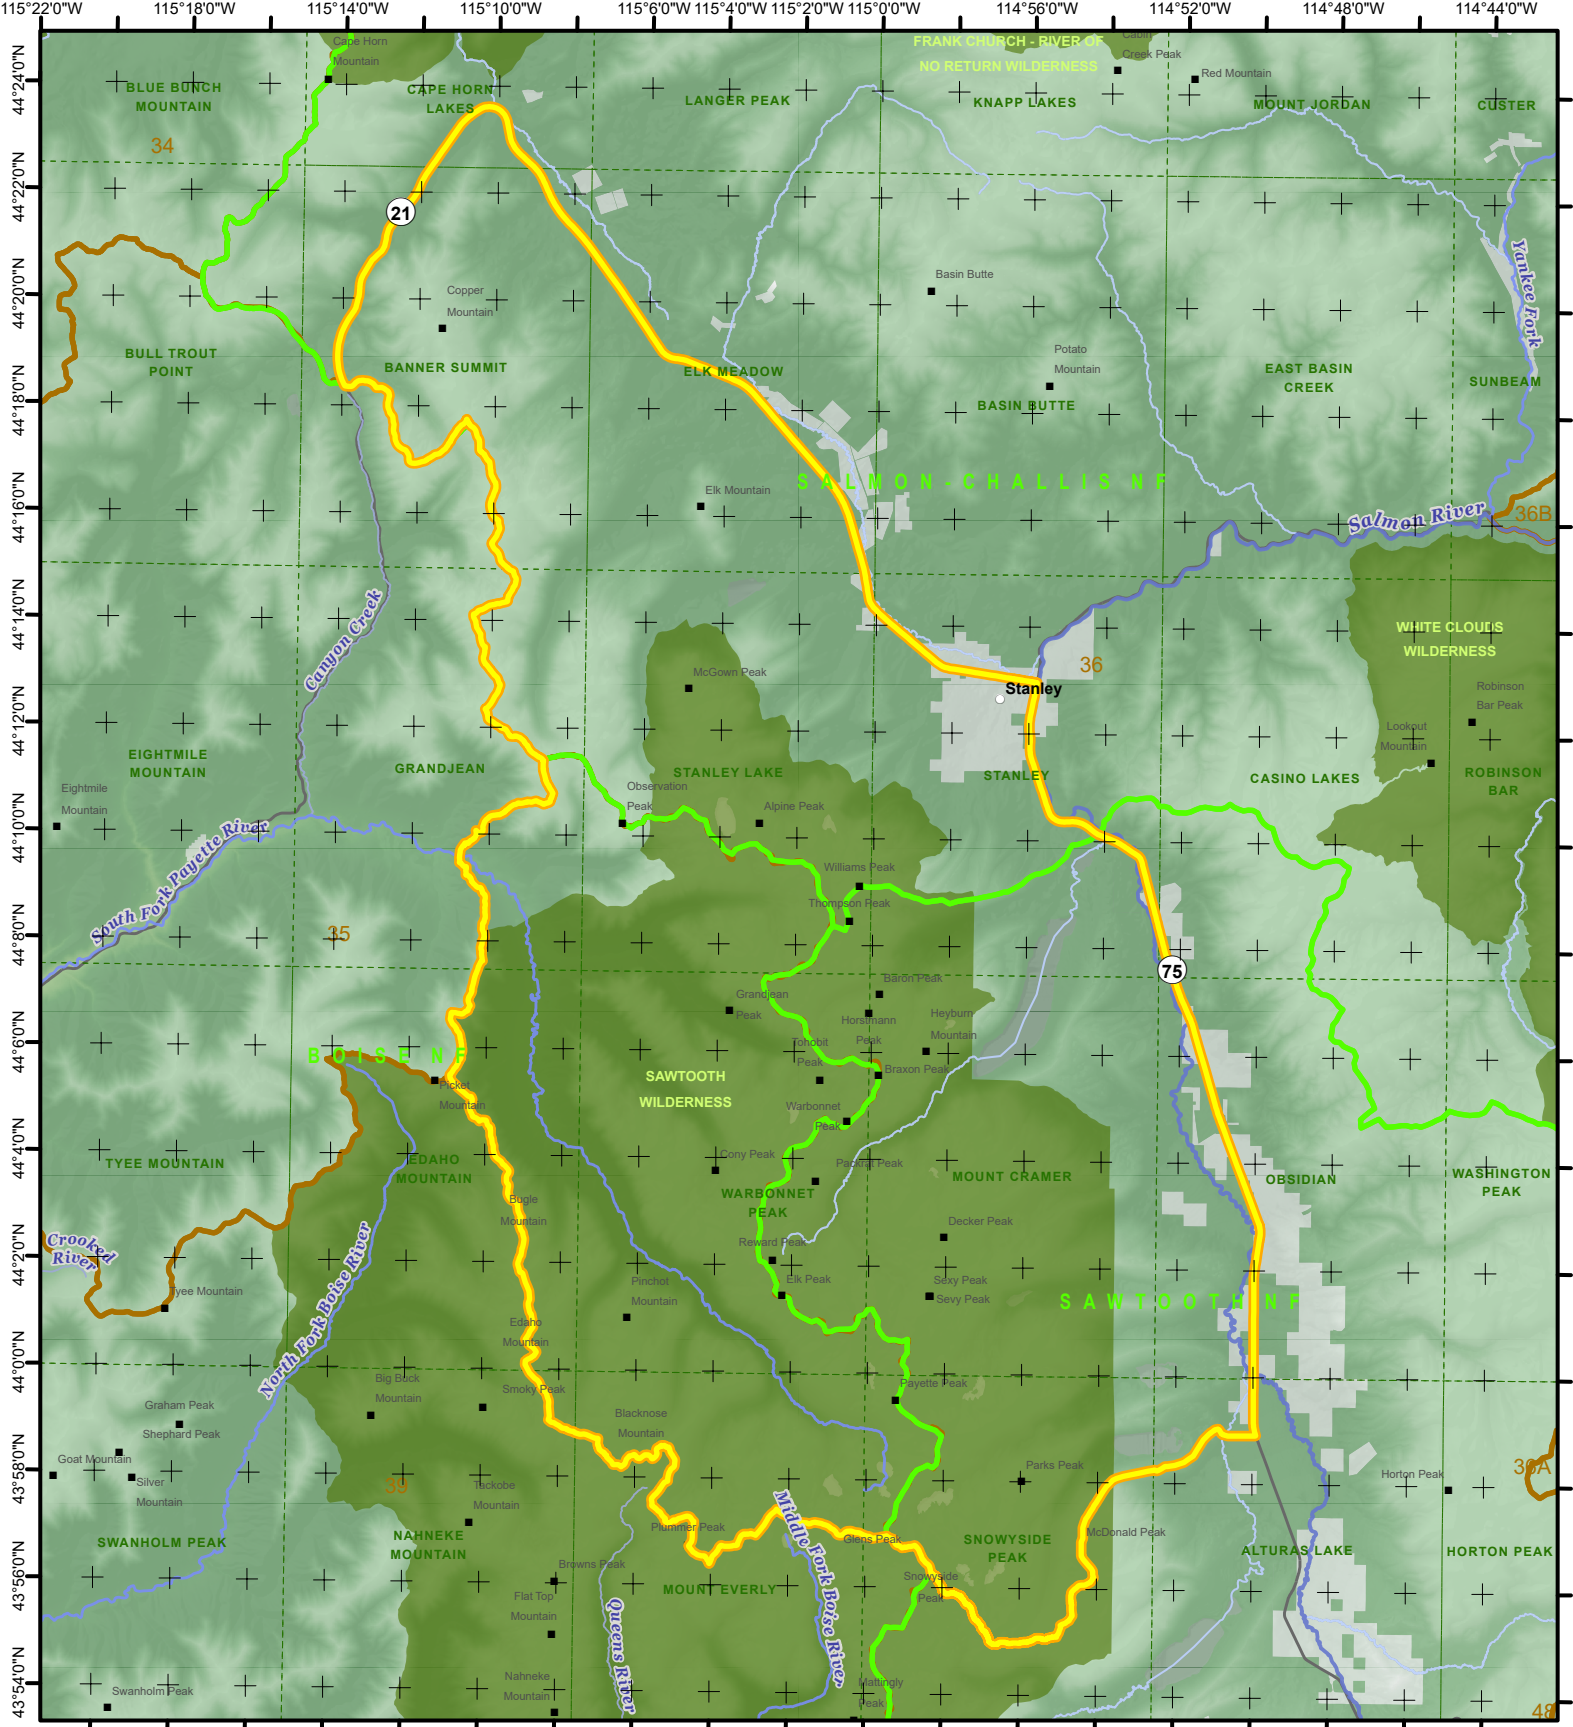 115°22'0"W 115°18'0"W 115°14'0"W 115°10'0"W 115°6'0"W 115°4'0"W 115°2'0"W 115°0'0"W 114°56'0"W 114°52'0"W 114°48'0"W 114°44'0"W
44°24'0"N
44°22'0"N
44°20'0"N
44°18'0"N
44°16'0"N
44°14'0"N
44°12'0"N
44°10'0"N
44°8'0"N
44°6'0"N
44°4'0"N
44°2'0"N
44°0'0"N
43°58'0"N
43°56'0"N
43°54'0"N
Cape Horn
Mountain
FRANK CHURCH - RIVER OF
NO RETURN WILDERNESS
Cabin
Creek Peak
Red Mountain
BLUE BUNCH
MOUNTAIN
CAPE HORN
LAKES
LANGER PEAK
KNAPP LAKES
MOUNT JORDAN
CUSTER
34
21
Yankee Fork
Copper
Mountain
Basin Butte
Potato
Mountain
BULL TROUT
POINT
BANNER SUMMIT
ELK MEADOW
BASIN BUTTE
EAST BASIN
CREEK
SUNBEAM
SALMON-CHALLIS NF
Elk Mountain
Salmon River
36B
Canyon Creek
WHITE CLOUDS
WILDERNESS
36
McGown Peak
Stanley
Robinson
Bar Peak
Lookout
Mountain
EIGHTMILE
MOUNTAIN
GRANDJEAN
STANLEY LAKE
STANLEY
CASINO LAKES
ROBINSON
BAR
Eightmile
Mountain
Observation
Peak
Alpine Peak
South Fork Payette River
Williams Peak
Thompson Peak
35
75
Baron Peak
Grandjean
Peak
Horstmann
Peak
Heyburn
Mountain
Tohobit
Peak
Braxon Peak
BOISE NF
Picket
Mountain
SAWTOOTH
WILDERNESS
Warbonnet
Peak
TYEE MOUNTAIN
EDAHO
MOUNTAIN
Cony Peak
Packrat Peak
WARBONNET
PEAK
MOUNT CRAMER
OBSIDIAN
WASHINGTON
PEAK
Bugle
Mountain
Decker Peak
Crooked
River
Reward Peak
Tyee Mountain
Pinchot
Mountain
Elk Peak
Sexy Peak
Sevy Peak
SAWTOOTH NF
North Fork Boise River
Edaho
Mountain
Big Buck
Mountain
Smoky Peak
Payette Peak
Graham Peak
Shephard Peak
Blacknose
Mountain
Goat Mountain
Silver
Mountain
39
Tackobe
Mountain
Parks Peak
Horton Peak
36A
Plummer Peak
Middle Fork Boise River
Glens Peak
McDonald Peak
SWANHOLM PEAK
NAHNEKE
MOUNTAIN
SNOWYSIDE
PEAK
ALTURAS LAKE
HORTON PEAK
Browns Peak
MOUNT EVERLY
Snowyside
Peak
Flat Top
Mountain
Queens River
Nahneke
Mountain
Mattingly
Peak
Swanholm Peak
48